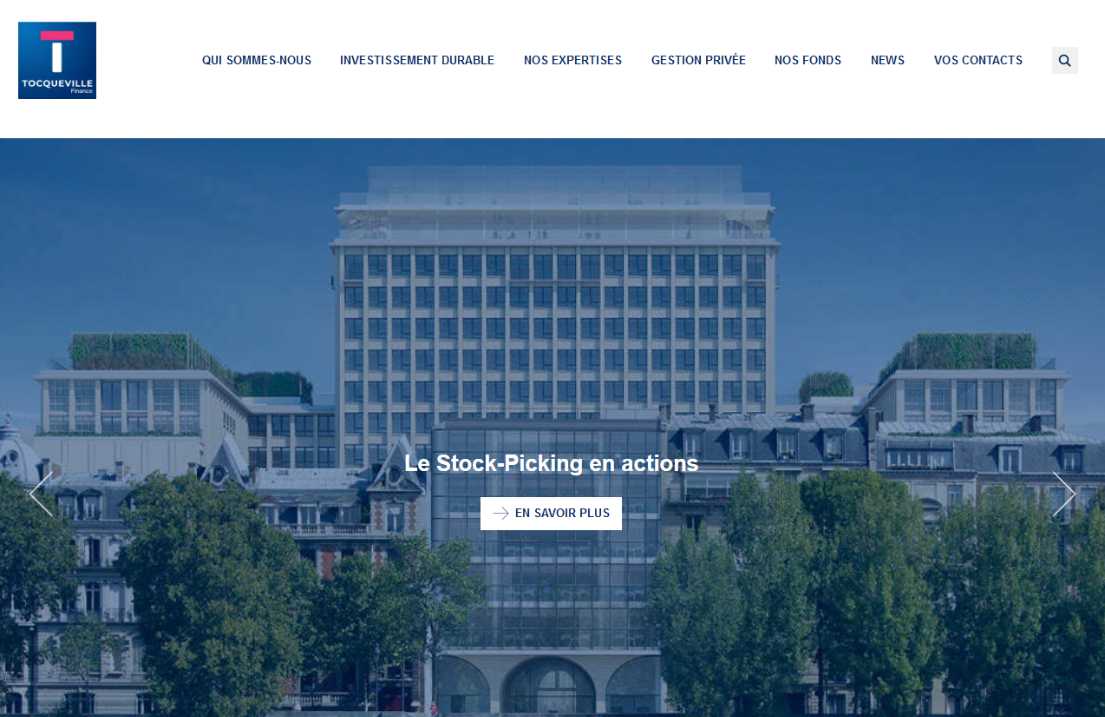 TOCQUEVILLE
Finance
QUI SOMMES-NOUS
INVESTISSEMENT DURABLE
NOS EXPERTISES
GESTION PRIVÉE
NOS FONDS
NEWS
VOS CONTACTS
Le Stock-Picking en actions
EN SAVOIR PLUS